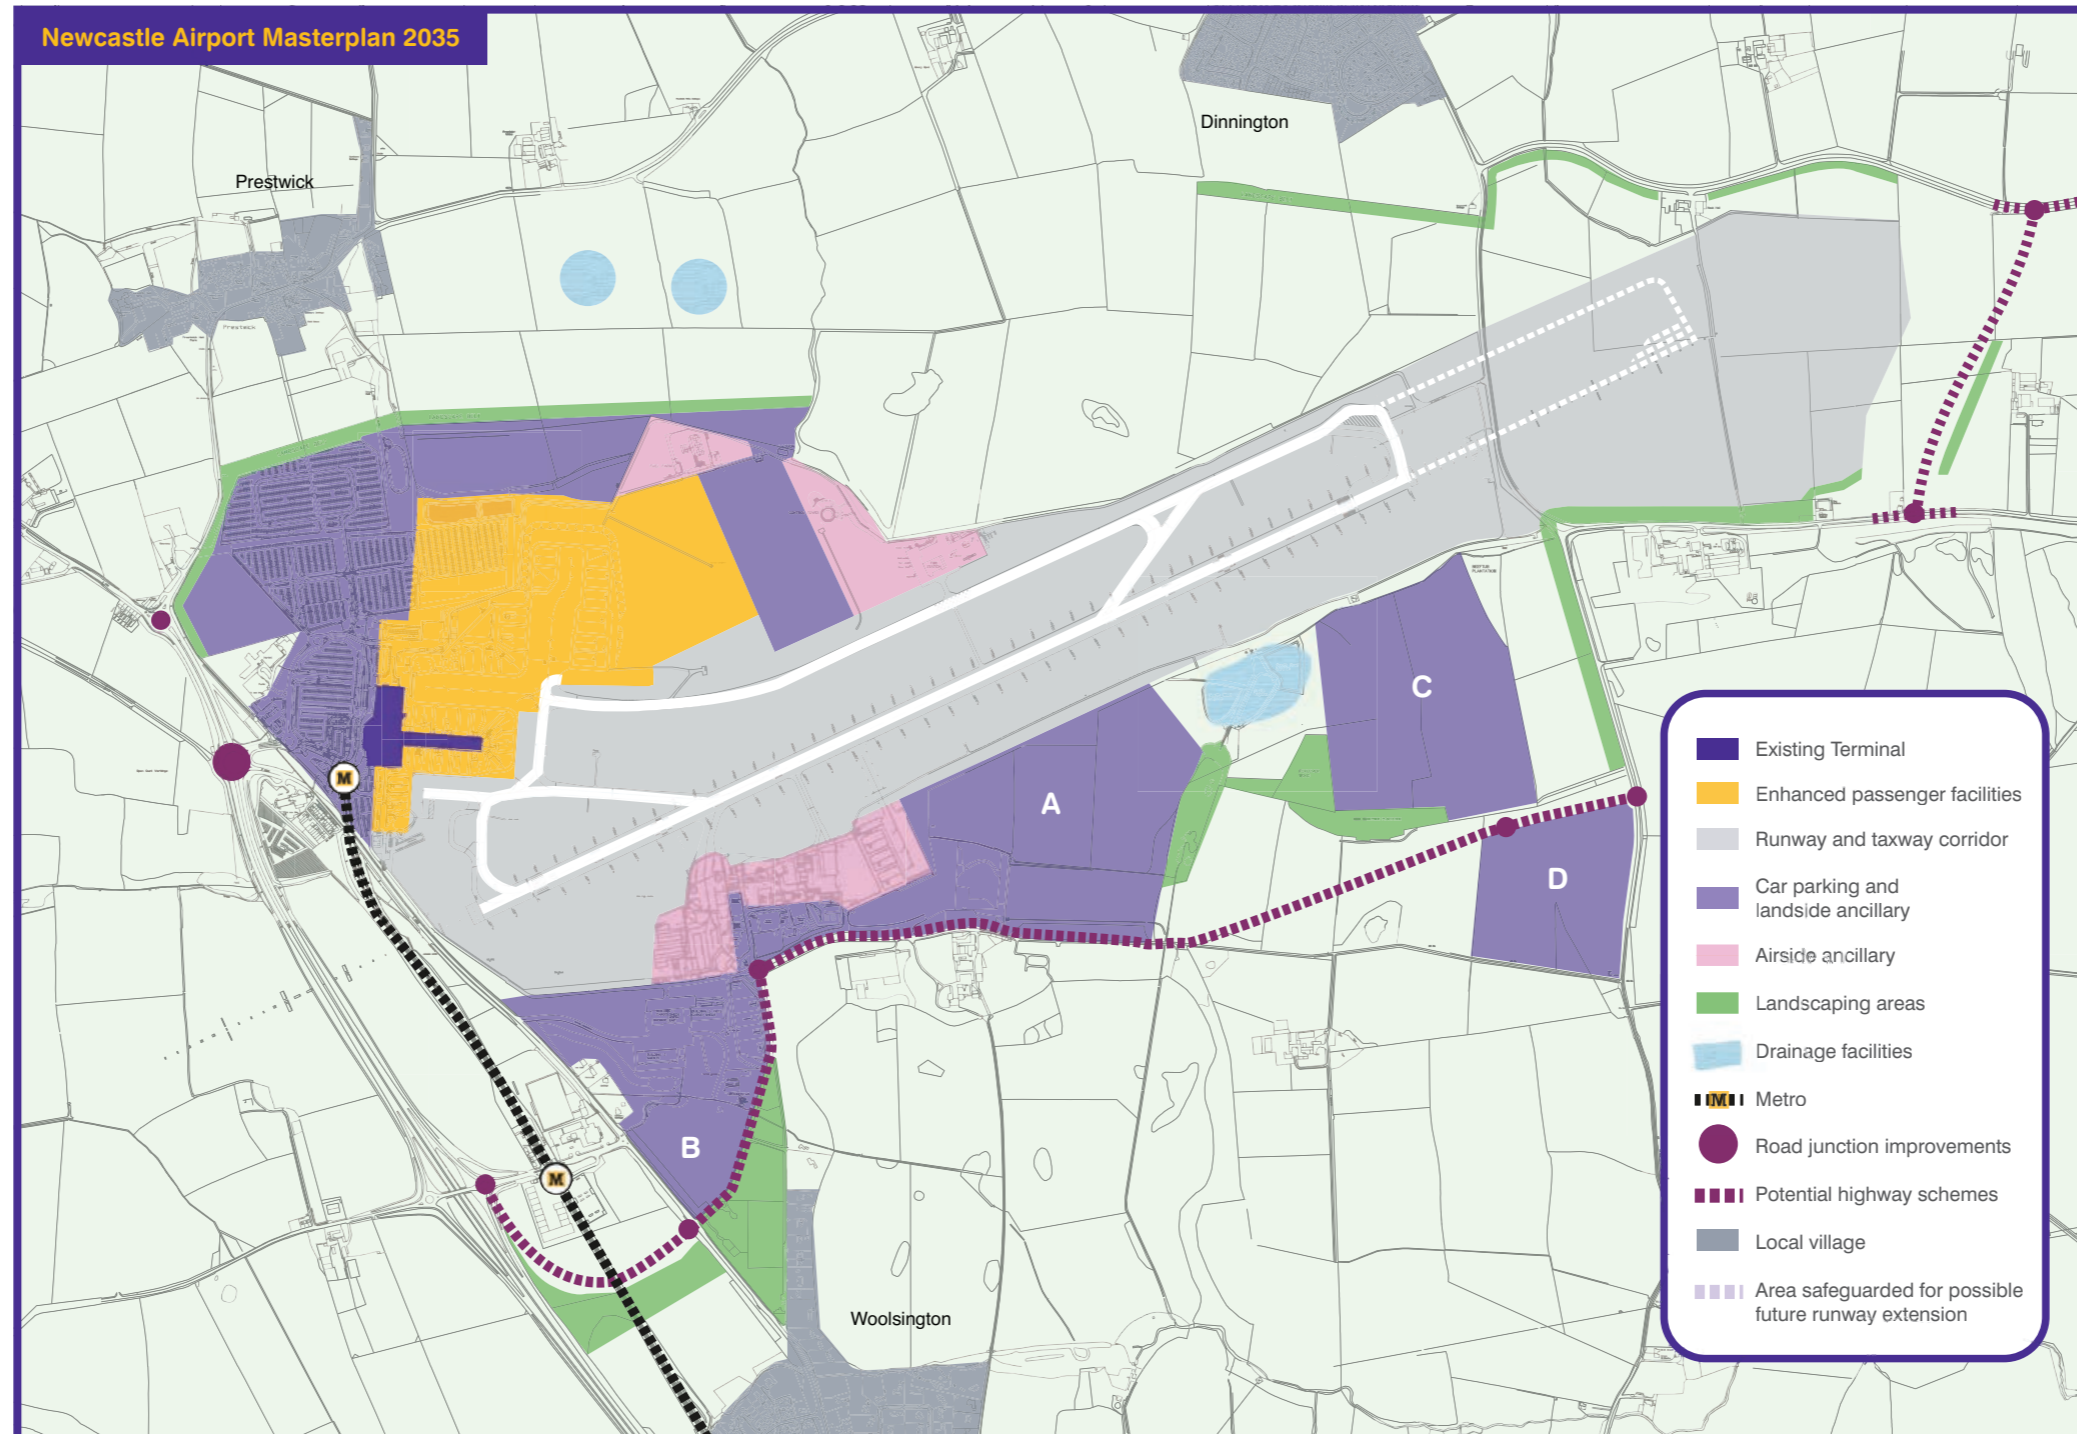 Newcastle Airport Masterplan 2035
Dinnington
Prestwick
Prestwick
C
A
D
B
M
M
Woolsington
Existing Terminal
Enhanced passenger facilities
Runway and taxway corridor
Car parking and
landside ancillary
Airside ancillary
Landscaping areas
Drainage facilities
M Metro
Road junction improvements
Potential highway schemes
Local village
Area safeguarded for possible
future runway extension